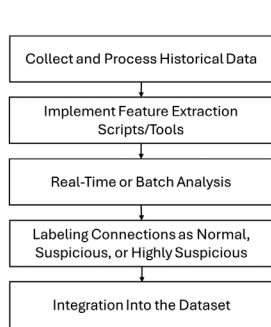 Collect and Process Historical Data
Implement Feature Extraction
Scripts/Tools
Real-Time or Batch Analysis
Labeling Connections as Normal,
Suspicious, or Highly Suspicious
Integration Into the Dataset